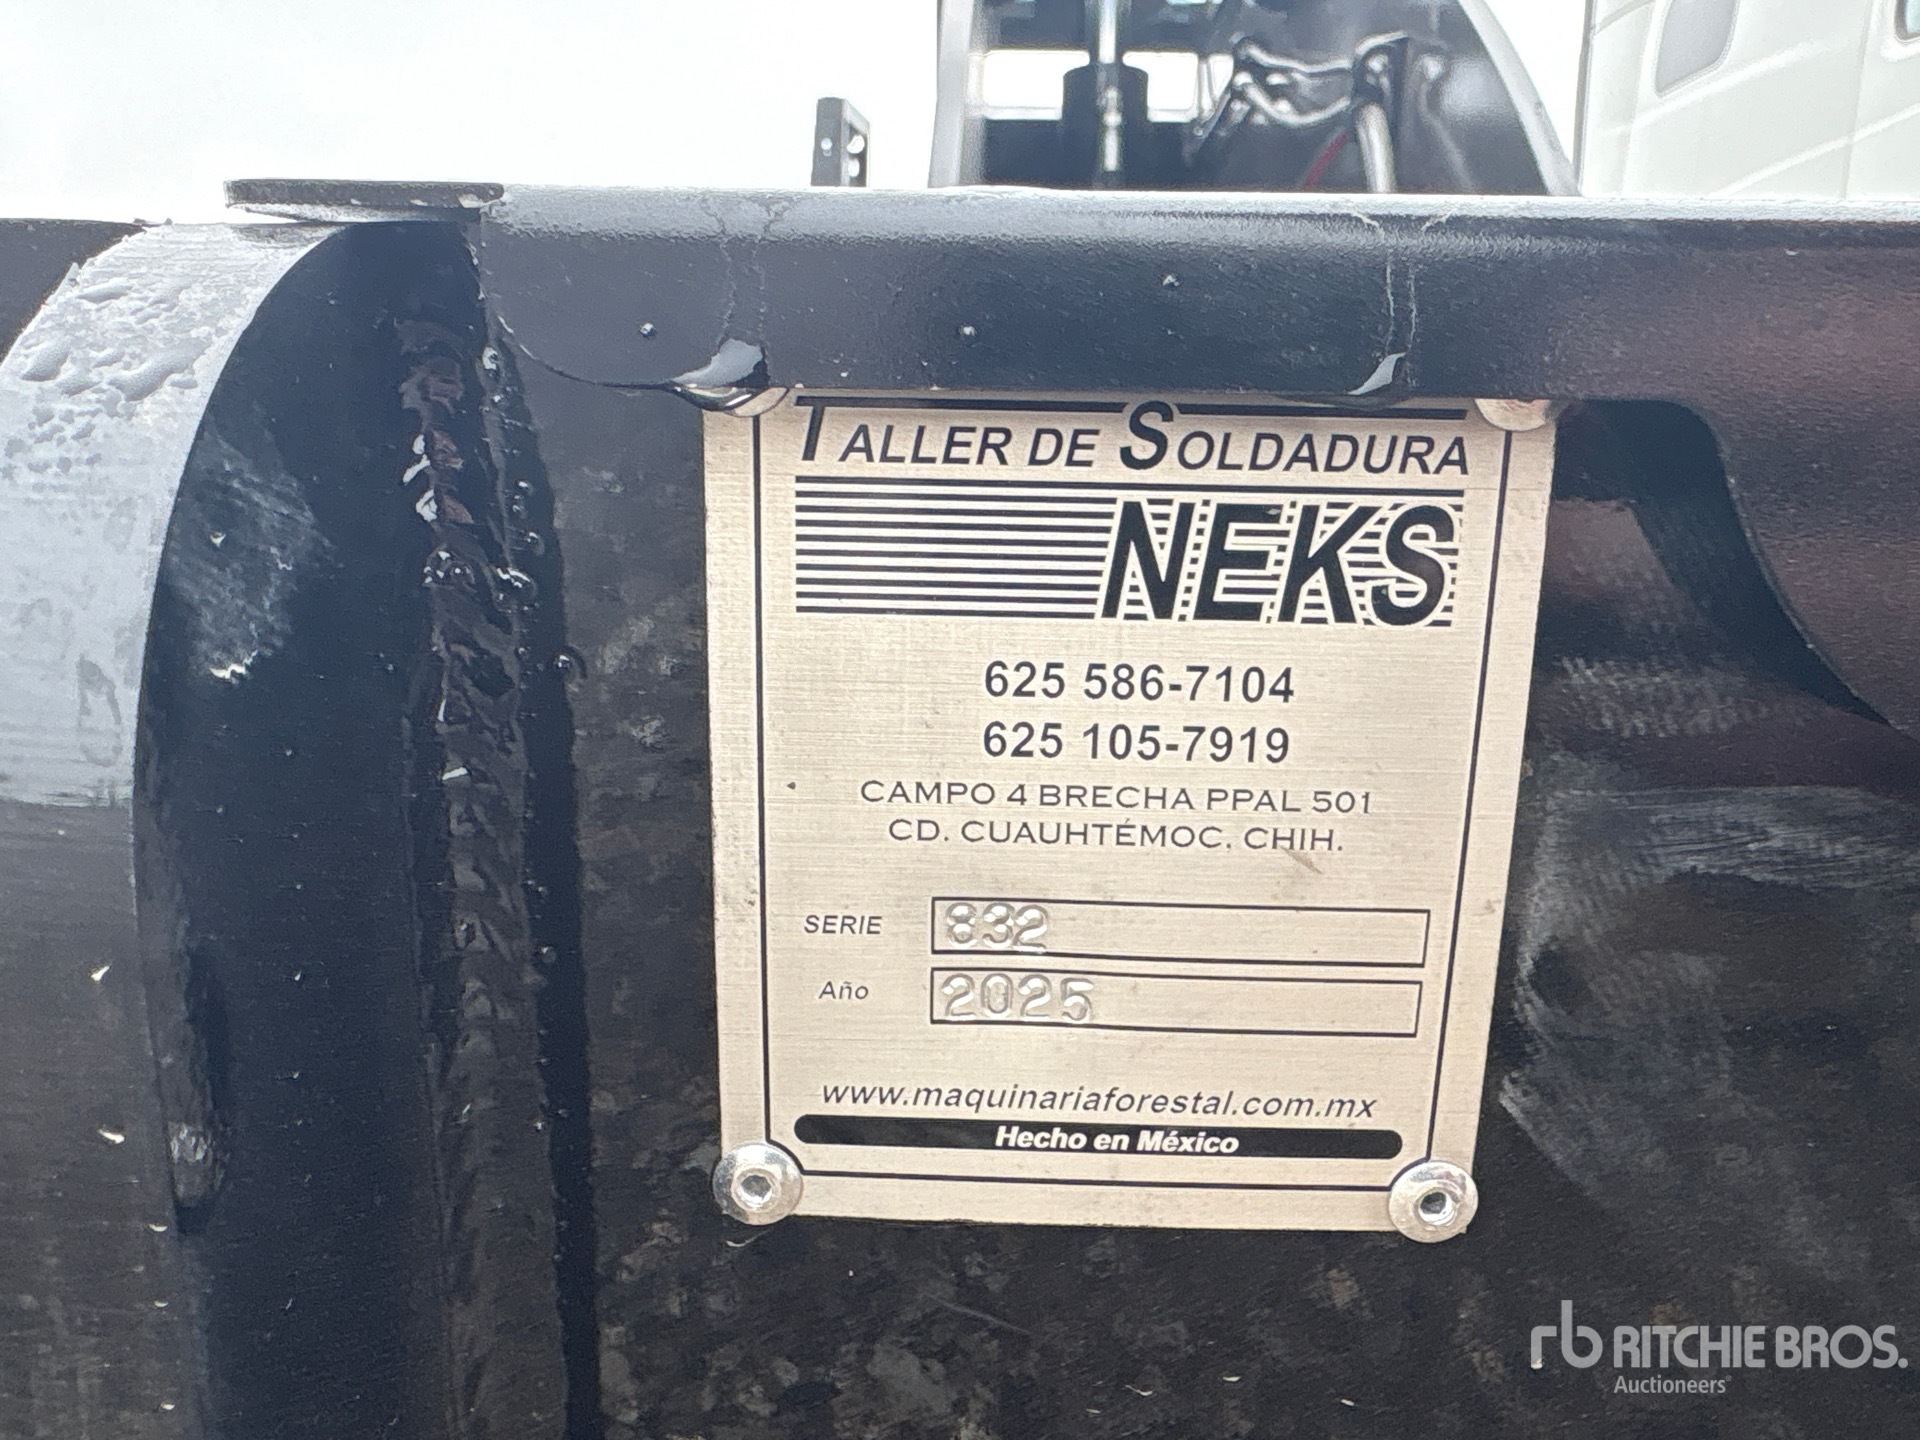 TALLER DE SOLDADURA
NEKS
625 586-7104
625 105-7919
CAMPO 4 BRECHA PPAL 501
CD. CUAUHTÉMOC, CHIH.
SERIE 832
Año 2025
www.maquinariaforestal.com.mx
Hecho en México
rb RITCHIE BROS.
Auctioneers